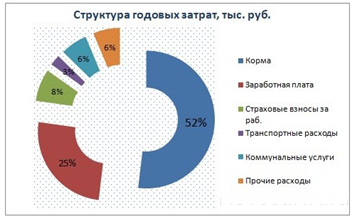 Структура годовых затрат, тыс. руб.
6%
6%
3%
8%
52%
25%
Корма
Заработная плата
Страховые взносы за
раб.
Транспортные расходы
Коммунальные услуги
Прочие расходы